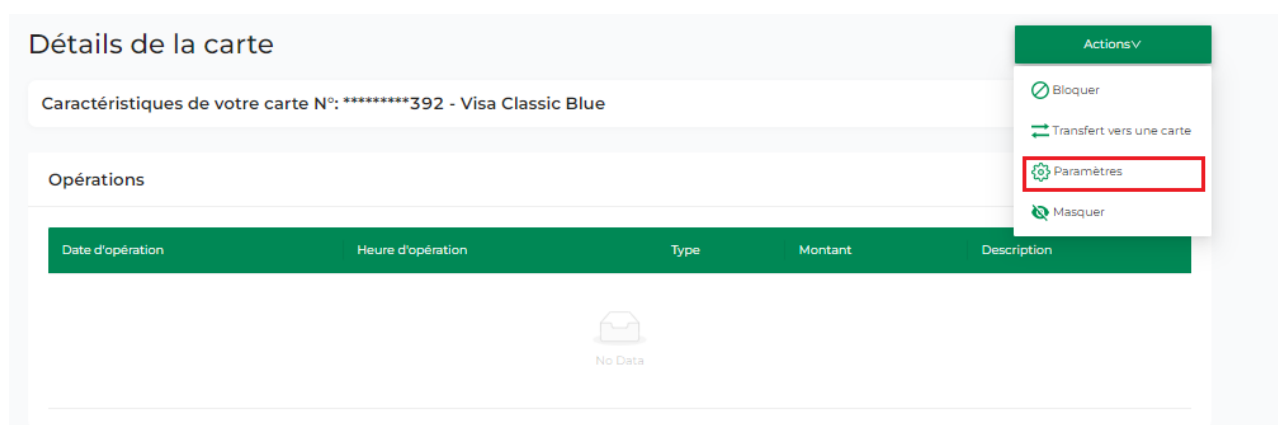 Détails de la carte
Actions
Caractéristiques de votre carte N°: *********392 - Visa Classic Blue
Bloquer
Transfert vers une carte
Paramètres
Masquer
Opérations
Date d'opération Heure d'opération Type Montant Description
No Data